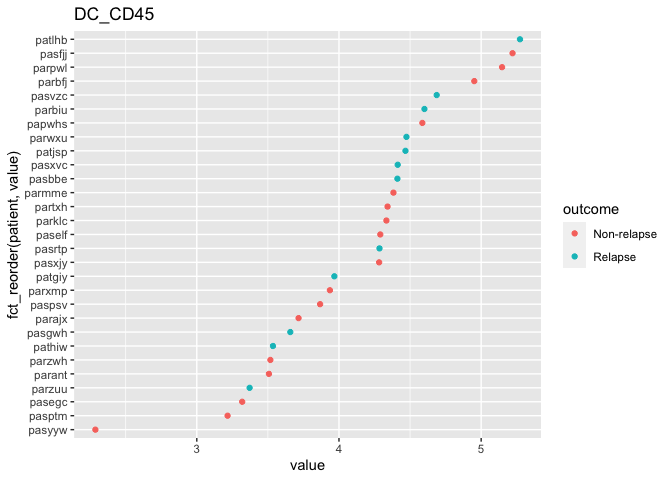 DC_CD45
fct_reorder(patient, value)
patlhb
pasfjj
parpwl
parbfj
pasvzc
parbiu
papwhs
parwxu
patjsp
pasxvc
pasbbe
parmme
partxh
parklc
paself
pasrtp
pasxjy
patgiy
parxmp
paspsv
parajx
pasgwh
pathiw
parzwh
parant
parzuu
pasegc
pasptm
pasyyw
3 4 5
value
outcome
Non-relapse
Relapse